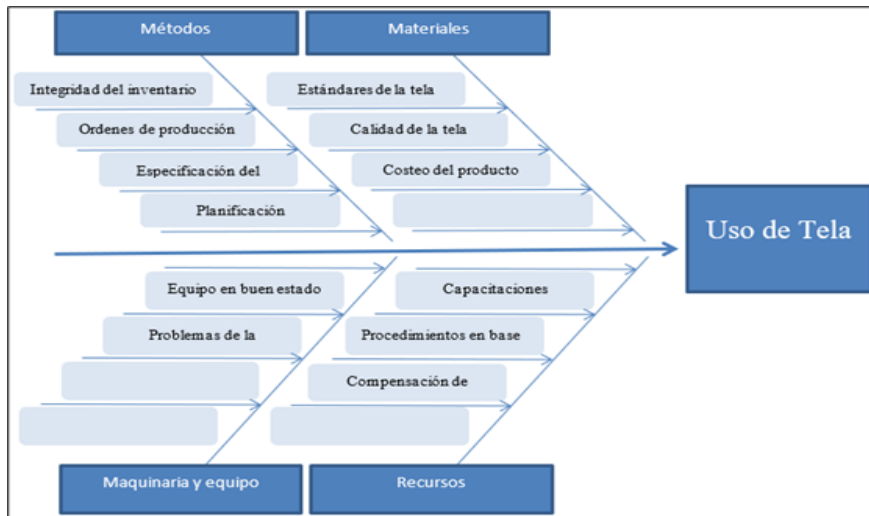 Métodos
Materiales
Integridad del inventario
Estándares de la tela
Ordenes de producción
Calidad de la tela
Especificación del
Costeo del producto
Planificación
Uso de Tela
Equipo en buen estado
Capacitaciones
Problemas de la
Procedimientos en base
Compensación de
Maquinaria y equipo
Recursos